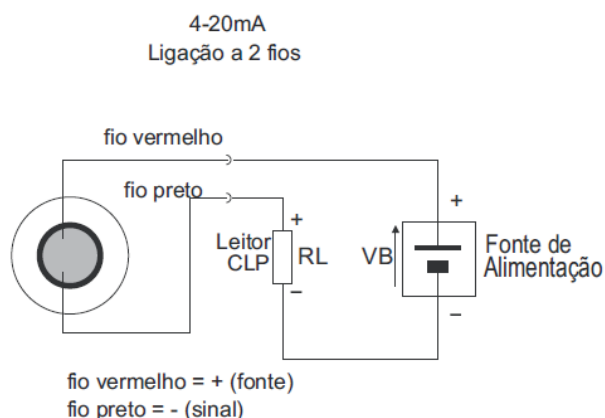 4-20mA
Ligação a 2 fios
fio vermelho
fio preto
+
+
Leitor
CLP
RL
VB
Fonte de
Alimentação
–
–
fio vermelho = + (fonte)
fio preto = - (sinal)